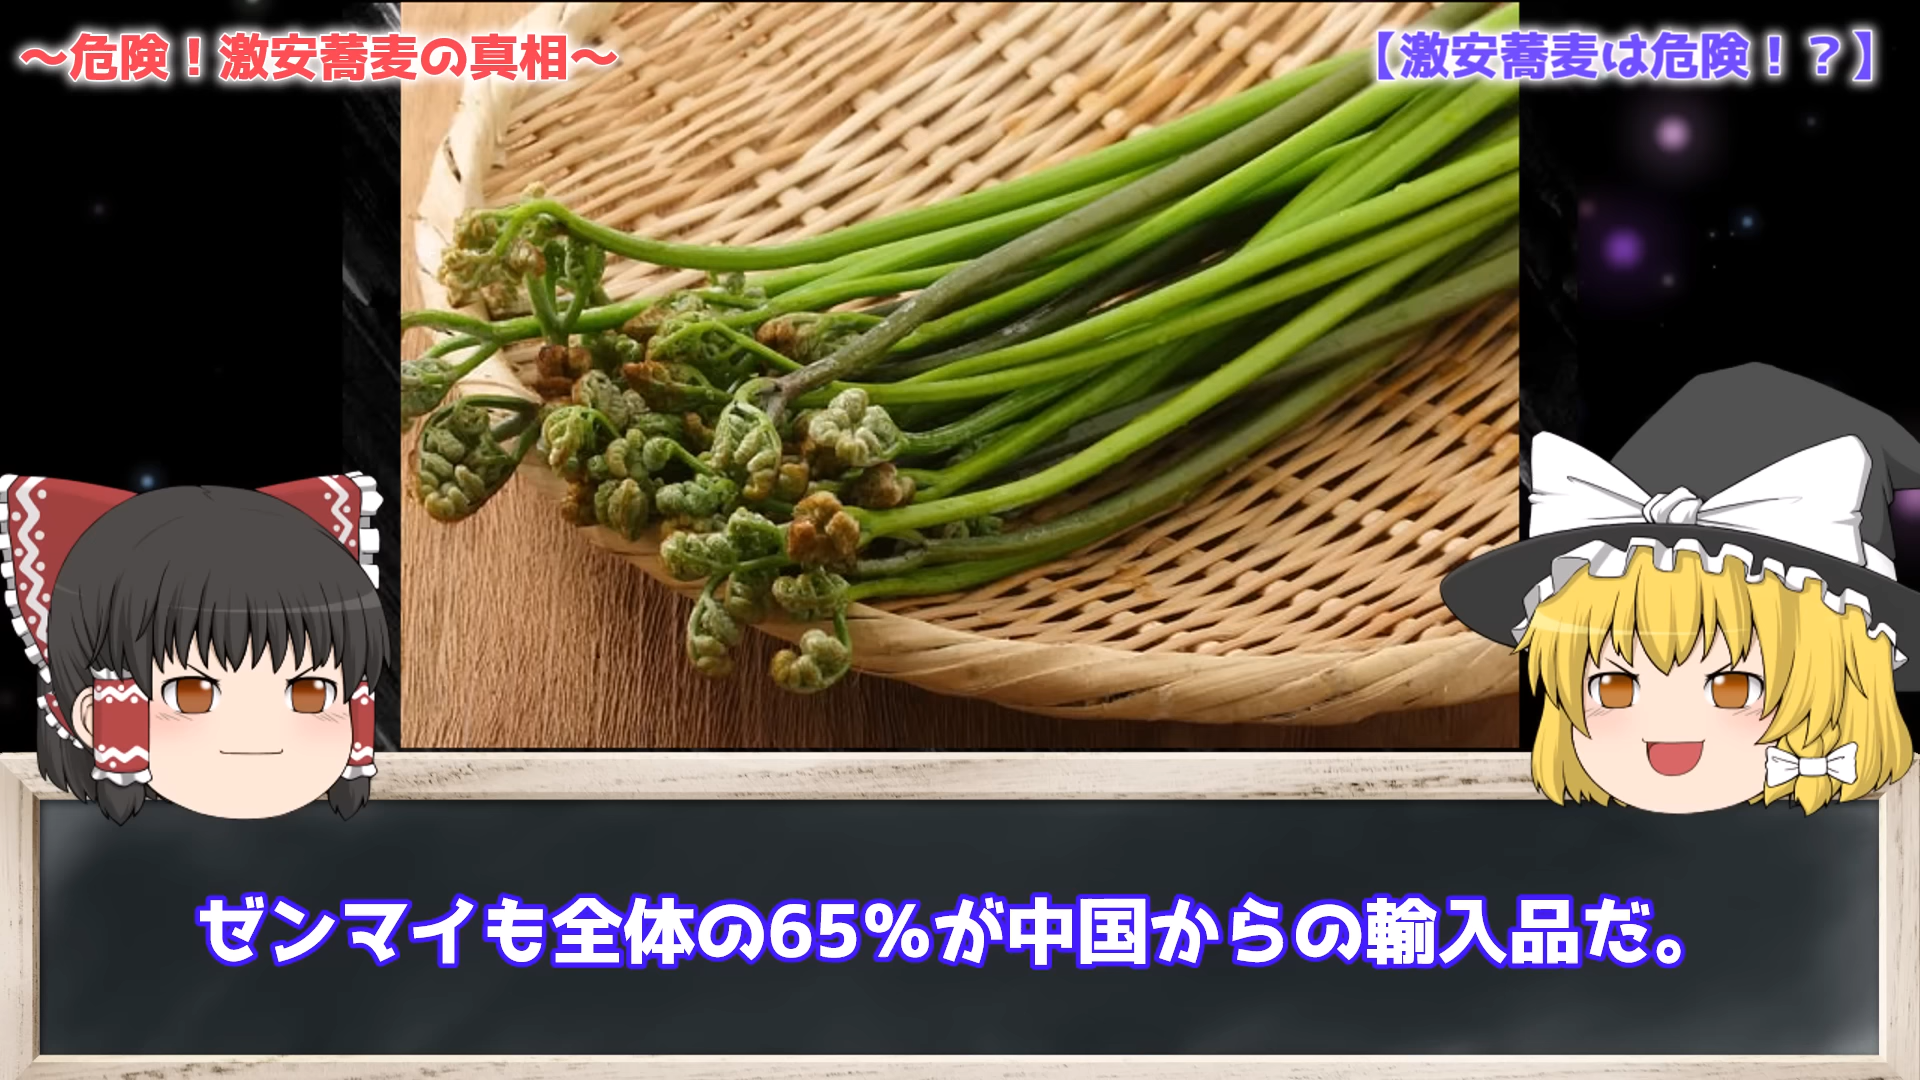 ～危険！激安蕎麦の真相～
【激安蕎麦は危険！？】
ゼンマイも全体の65%が中国からの輸入品だ。